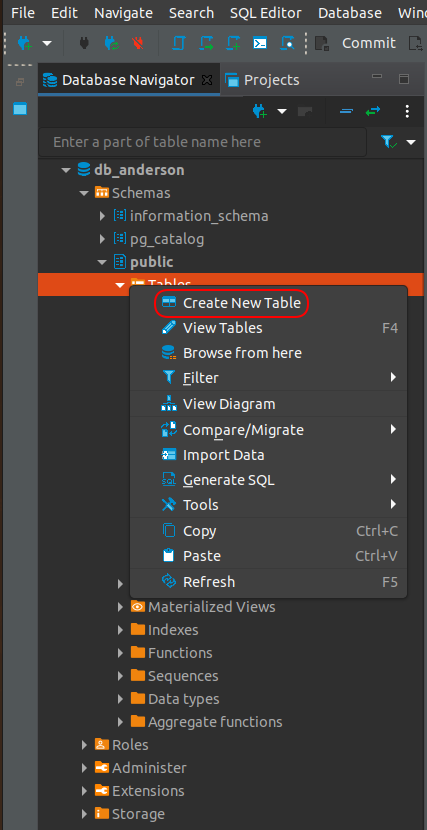 File Edit Navigate Search SQL Editor Database
Commit
Database Navigator Projects
Enter a part of table name here
db_anderson
Schemas
information_schema
pg_catalog
public
Tables
Create New Table
View Tables F4
Browse from here
Filter
View Diagram
Compare/Migrate
Import Data
Generate SQL
Tools
Copy Ctrl+C
Paste Ctrl+V
Refresh F5
Materialized Views
Indexes
Functions
Sequences
Data types
Aggregate functions
Roles
Administer
Extensions
Storage